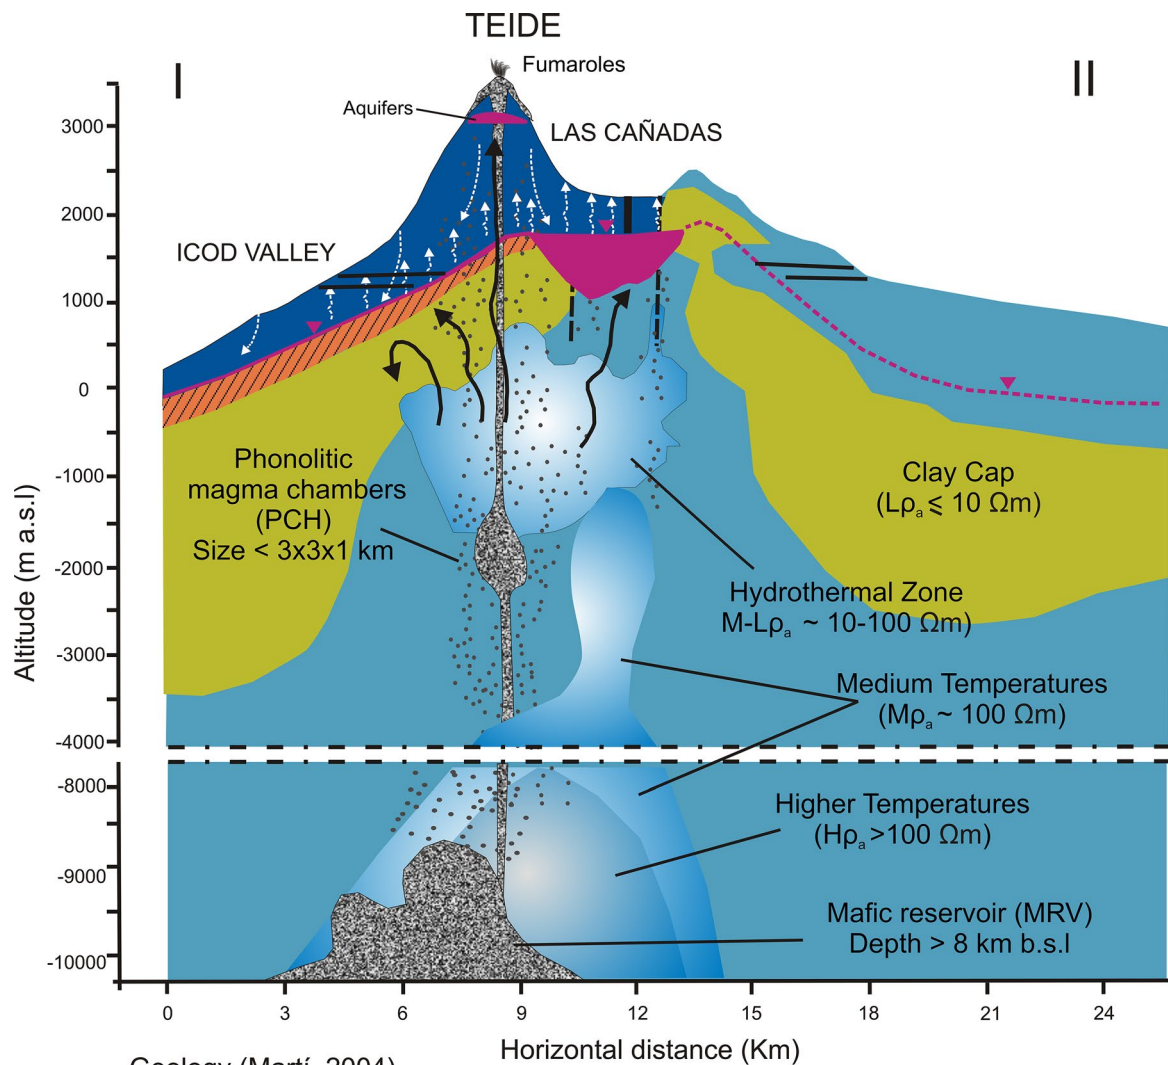 TEIDE
I
II
Fumaroles
Aquifers
LAS CAÑADAS
ICOD VALLEY
3000
2000
1000
0
-1000
-2000
-3000
-4000
-8000
-9000
-10000
Altitude (m a.s.l)
Phonolitic
magma chambers
(PCH)
Size < 3x3x1 km
Clay Cap
(Lρa ⩽ 10 Ωm)
Hydrothermal Zone
M-Lρa ~ 10-100 Ωm)
Medium Temperatures
(Mρa ~ 100 Ωm)
Higher Temperatures
(Hρa >100 Ωm)
Mafic reservoir (MRV)
Depth > 8 km b.s.l
0 3 6 9 12 15 18 21 24
Horizontal distance (Km)
Geology (Martí, 2004)